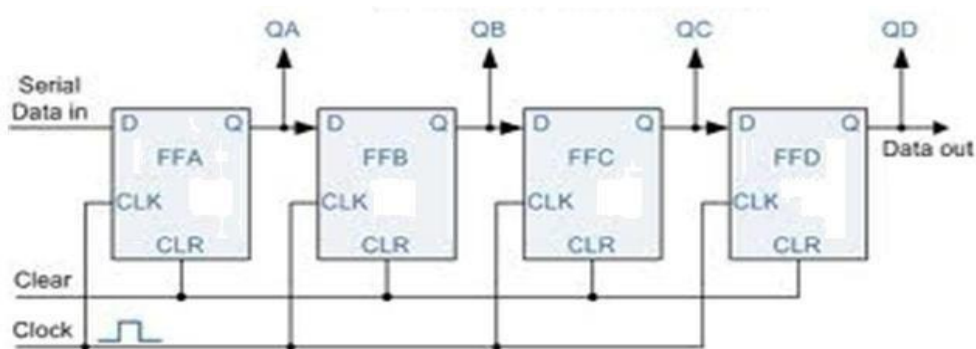 QA QB QC QD
Serial
Data in
D Q D Q D Q D Q
Data out
FFA FFB FFC FFD
CLK CLK CLK CLK
CLR CLR CLR CLR
Clear
Clock